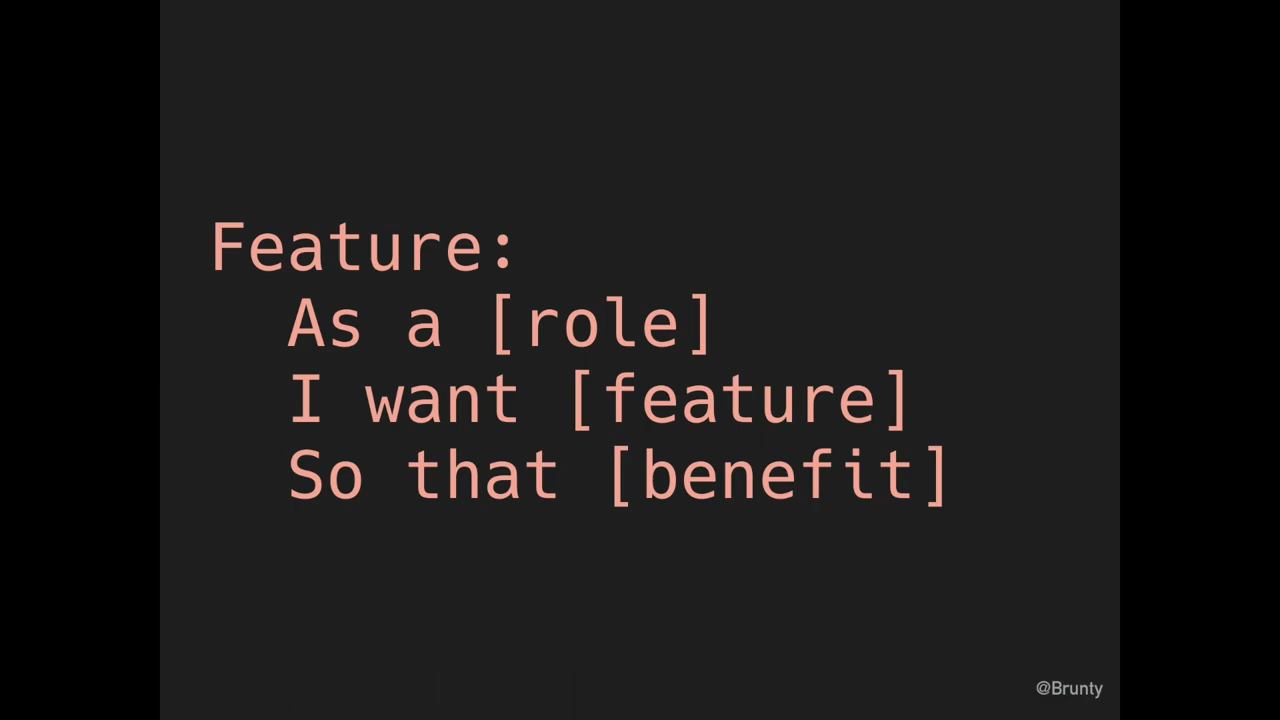 Feature:
As a [role]
I want [feature]
So that [benefit]
@Brunty